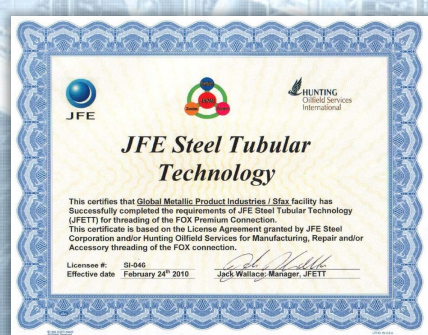 JFE
HUNTING
Oilfield Services
International
JFE Steel Tubular
Technology
This certifies that Global Metallic Product Industries / Sfax facility has
Successfully completed the requirements of JFE Steel Tubular Technology
(JFETT) for threading of the FOX Premium Connection.
This certificate is based on the License Agreement granted by JFE Steel
Corporation and/or Hunting Oilfield Services for Manufacturing, Repair and/or
Accessory threading of the FOX connection.
Licensee #: SI-046
Effective date February 24th 2010
Jack Wallace: Manager, JFETT